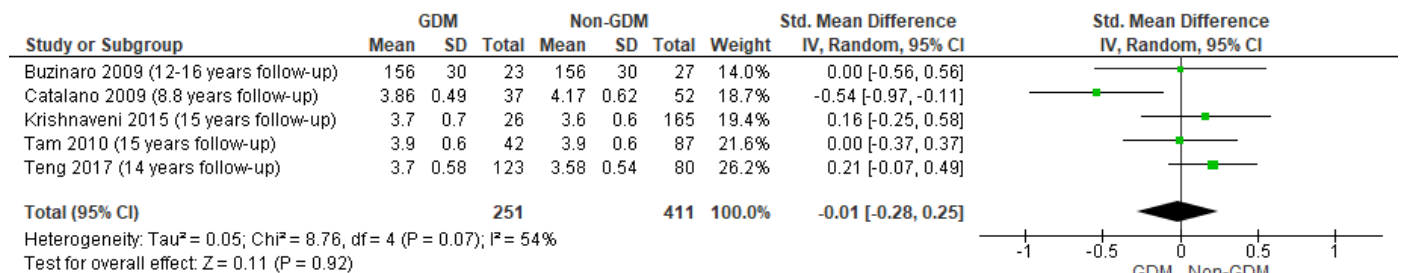 GDM Non-GDM Std. Mean Difference Std. Mean Difference
Study or Subgroup Mean SD Total Mean SD Total Weight IV, Random, 95% CI IV, Random, 95% CI
Buzinaro 2009 (12-16 years follow-up) 156 30 23 156 30 27 14.0% 0.00 [-0.56, 0.56]
Catalano 2009 (8.8 years follow-up) 3.86 0.49 37 4.17 0.62 52 18.7% -0.54 [-0.97, -0.11]
Krishnaveni 2015 (15 years follow-up) 3.7 0.7 26 3.6 0.6 165 19.4% 0.16 [-0.25, 0.58]
Tam 2010 (15 years follow-up) 3.9 0.6 42 3.9 0.6 87 21.6% 0.00 [-0.37, 0.37]
Teng 2017 (14 years follow-up) 3.7 0.58 123 3.58 0.54 80 26.2% 0.21 [-0.07, 0.49]
Total (95% CI) 251 411 100.0% -0.01 [-0.28, 0.25]
Heterogeneity: Tau² = 0.05; Chi² = 8.76, df = 4 (P = 0.07); I² = 54%
Test for overall effect: Z = 0.11 (P = 0.92)
-1 -0.5 0 0.5 1
GDM Non-GDM